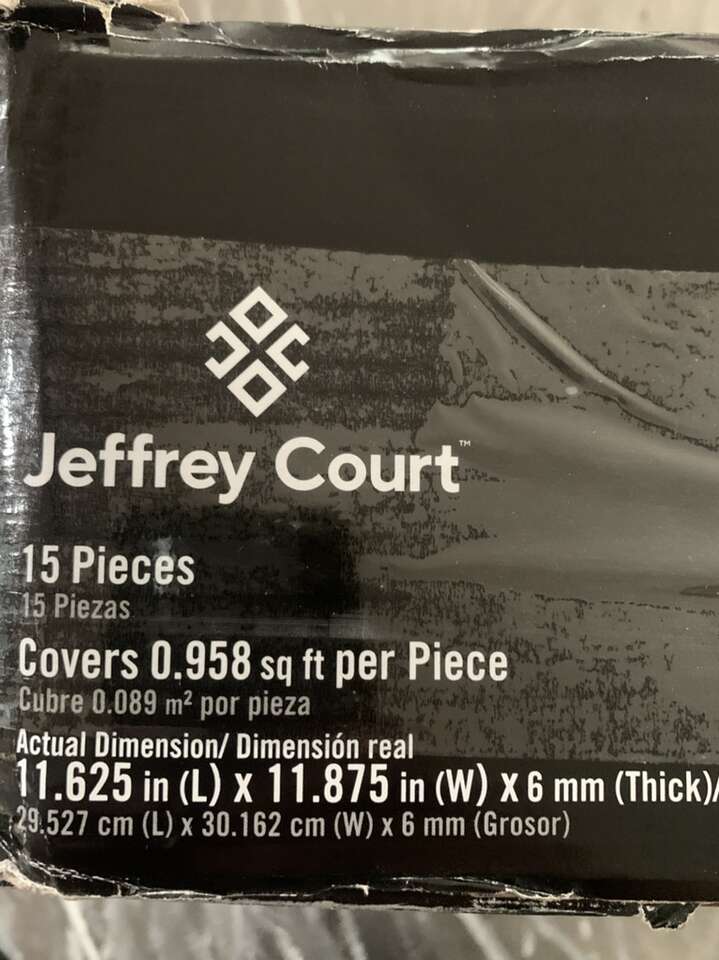 Jeffrey Court™
15 Pieces
15 Piezas
Covers 0.958 sq ft per Piece
Cubre 0.089 m² por pieza
Actual Dimension/ Dimensión real
11.625 in (L) x 11.875 in (W) x 6 mm (Thick)/
29.527 cm (L) x 30.162 cm (W) x 6 mm (Grosor)